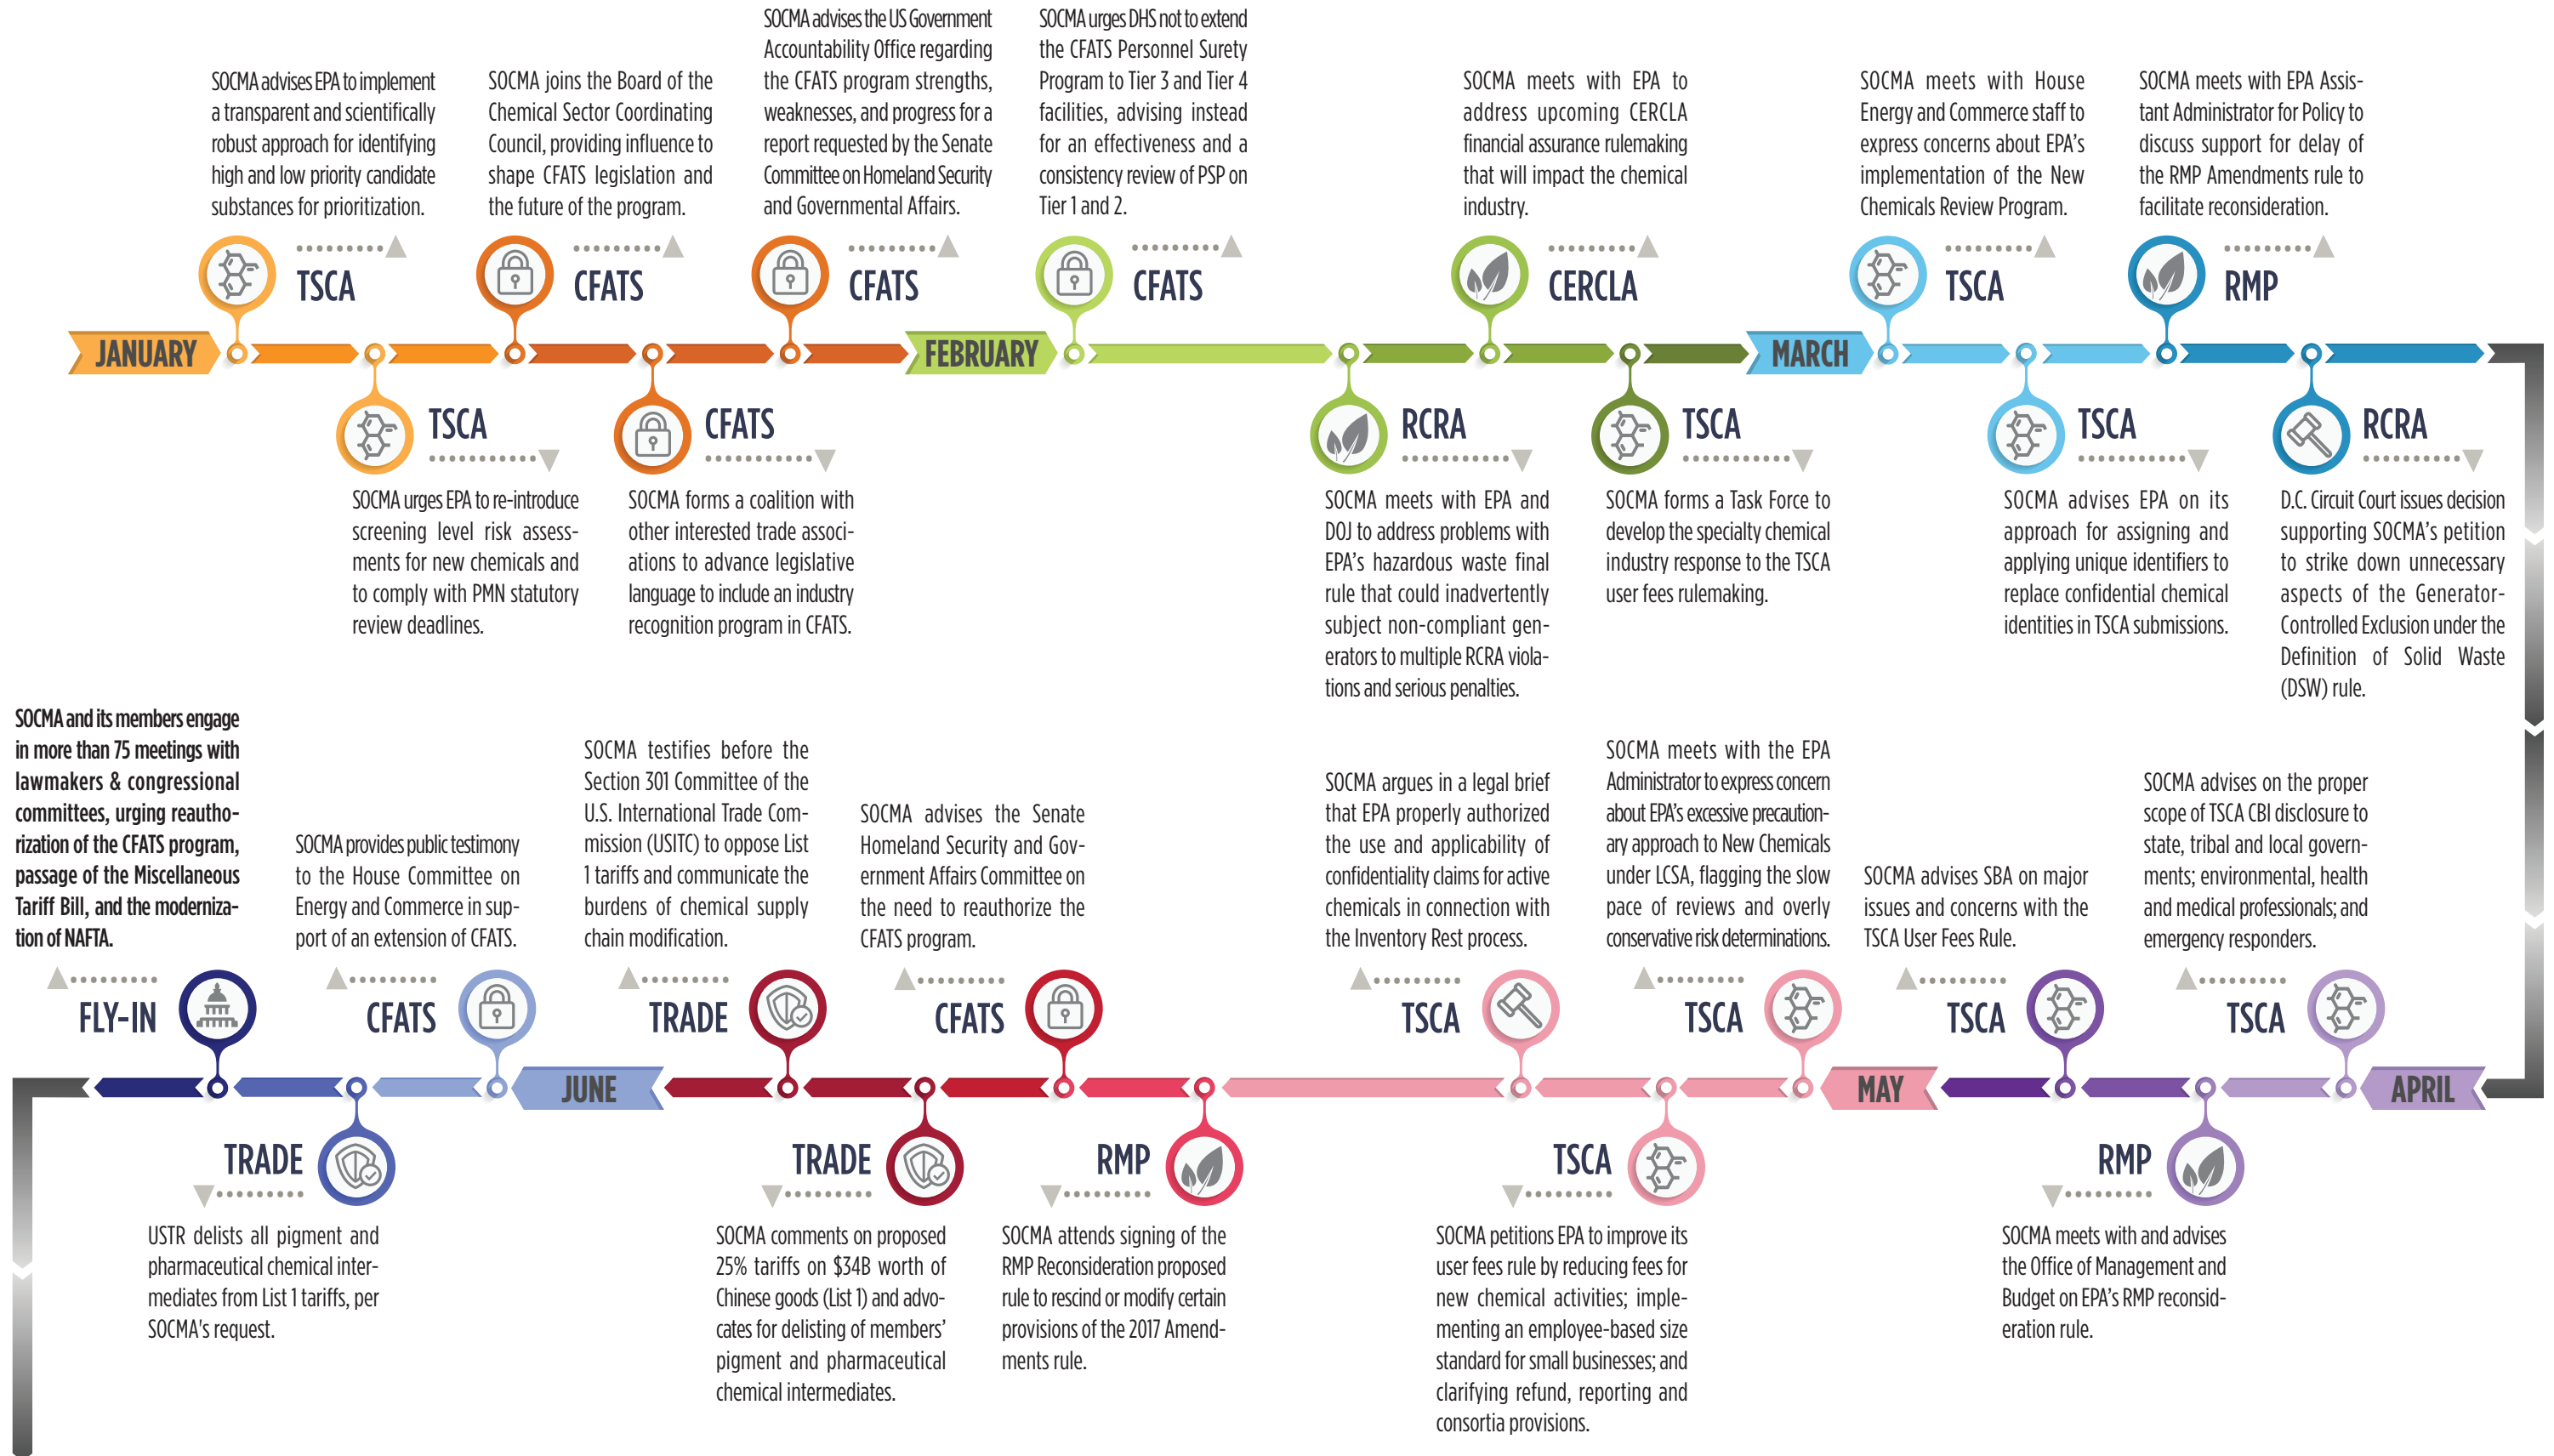 SOCMA advises EPA to implement
a transparent and scientifically
robust approach for identifying
high and low priority candidate
substances for prioritization.
TSCA
SOCMA joins the Board of the
Chemical Sector Coordinating
Council, providing influence to
shape CFATS legislation and
the future of the program.
CFATS
SOCMA advises the US Government
Accountability Office regarding
the CFATS program strengths,
weaknesses, and progress for a
report requested by the Senate
Committee on Homeland Security
and Governmental Affairs.
CFATS
SOCMA urges DHS not to extend
the CFATS Personnel Surety
Program to Tier 3 and Tier 4
facilities, advising instead
for an effectiveness and a
consistency review of PSP on
Tier 1 and 2.
CFATS
SOCMA meets with EPA to
address upcoming CERCLA
financial assurance rulemaking
that will impact the chemical
industry.
CERCLA
SOCMA meets with House
Energy and Commerce staff to
express concerns about EPA's
implementation of the New
Chemicals Review Program.
TSCA
SOCMA meets with EPA Assis-
tant Administrator for Policy to
discuss support for delay of
the RMP Amendments rule to
facilitate reconsideration.
RMP
JANUARY
FEBRUARY
MARCH
TSCA
SOCMA urges EPA to re-introduce
screening level risk assess-
ments for new chemicals and
to comply with PMN statutory
review deadlines.
CFATS
SOCMA forms a coalition with
other interested trade associ-
ations to advance legislative
language to include an industry
recognition program in CFATS.
RCRA
SOCMA meets with EPA and
DOJ to address problems with
EPA's hazardous waste final
rule that could inadvertently
subject non-compliant gen-
erators to multiple RCRA viola-
tions and serious penalties.
TSCA
SOCMA forms a Task Force to
develop the specialty chemical
industry response to the TSCA
user fees rulemaking.
TSCA
SOCMA advises EPA on its
approach for assigning and
applying unique identifiers to
replace confidential chemical
identities in TSCA submissions.
RCRA
D.C. Circuit Court issues decision
supporting SOCMA's petition
to strike down unnecessary
aspects of the Generator-
Controlled Exclusion under the
Definition of Solid Waste
(DSW) rule.
SOCMA and its members engage
in more than 75 meetings with
lawmakers & congressional
committees, urging reautho-
rization of the CFATS program,
passage of the Miscellaneous
Tariff Bill, and the moderniza-
tion of NAFTA.
FLY-IN
SOCMA provides public testimony
to the House Committee on
Energy and Commerce in sup-
port of an extension of CFATS.
CFATS
SOCMA testifies before the
Section 301 Committee of the
U.S. International Trade Com-
mission (USITC) to oppose List
1 tariffs and communicate the
burdens of chemical supply
chain modification.
TRADE
SOCMA advises the Senate
Homeland Security and Gov-
ernment Affairs Committee on
the need to reauthorize the
CFATS program.
CFATS
SOCMA argues in a legal brief
that EPA properly authorized
the use and applicability of
confidentiality claims for active
chemicals in connection with
the Inventory Rest process.
TSCA
SOCMA meets with the EPA
Administrator to express concern
about EPA's excessive precaution-
ary approach to New Chemicals
under LCSA, flagging the slow
pace of reviews and overly
conservative risk determinations.
TSCA
SOCMA advises SBA on major
issues and concerns with the
TSCA User Fees Rule.
TSCA
SOCMA advises on the proper
scope of TSCA CBI disclosure to
state, tribal and local govern-
ments; environmental, health
and medical professionals; and
emergency responders.
TSCA
JUNE
MAY
APRIL
TRADE
USTR delists all pigment and
pharmaceutical chemical inter-
mediates from List 1 tariffs, per
SOCMA's request.
TRADE
SOCMA comments on proposed
25% tariffs on $34B worth of
Chinese goods (List 1) and advo-
cates for delisting of members'
pigment and pharmaceutical
chemical intermediates.
RMP
SOCMA attends signing of the
RMP Reconsideration proposed
rule to rescind or modify certain
provisions of the 2017 Amend-
ments rule.
TSCA
SOCMA petitions EPA to improve its
user fees rule by reducing fees for
new chemical activities; imple-
menting an employee-based size
standard for small businesses; and
clarifying refund, reporting and
consortia provisions.
RMP
SOCMA meets with and advises
the Office of Management and
Budget on EPA's RMP reconsid-
eration rule.